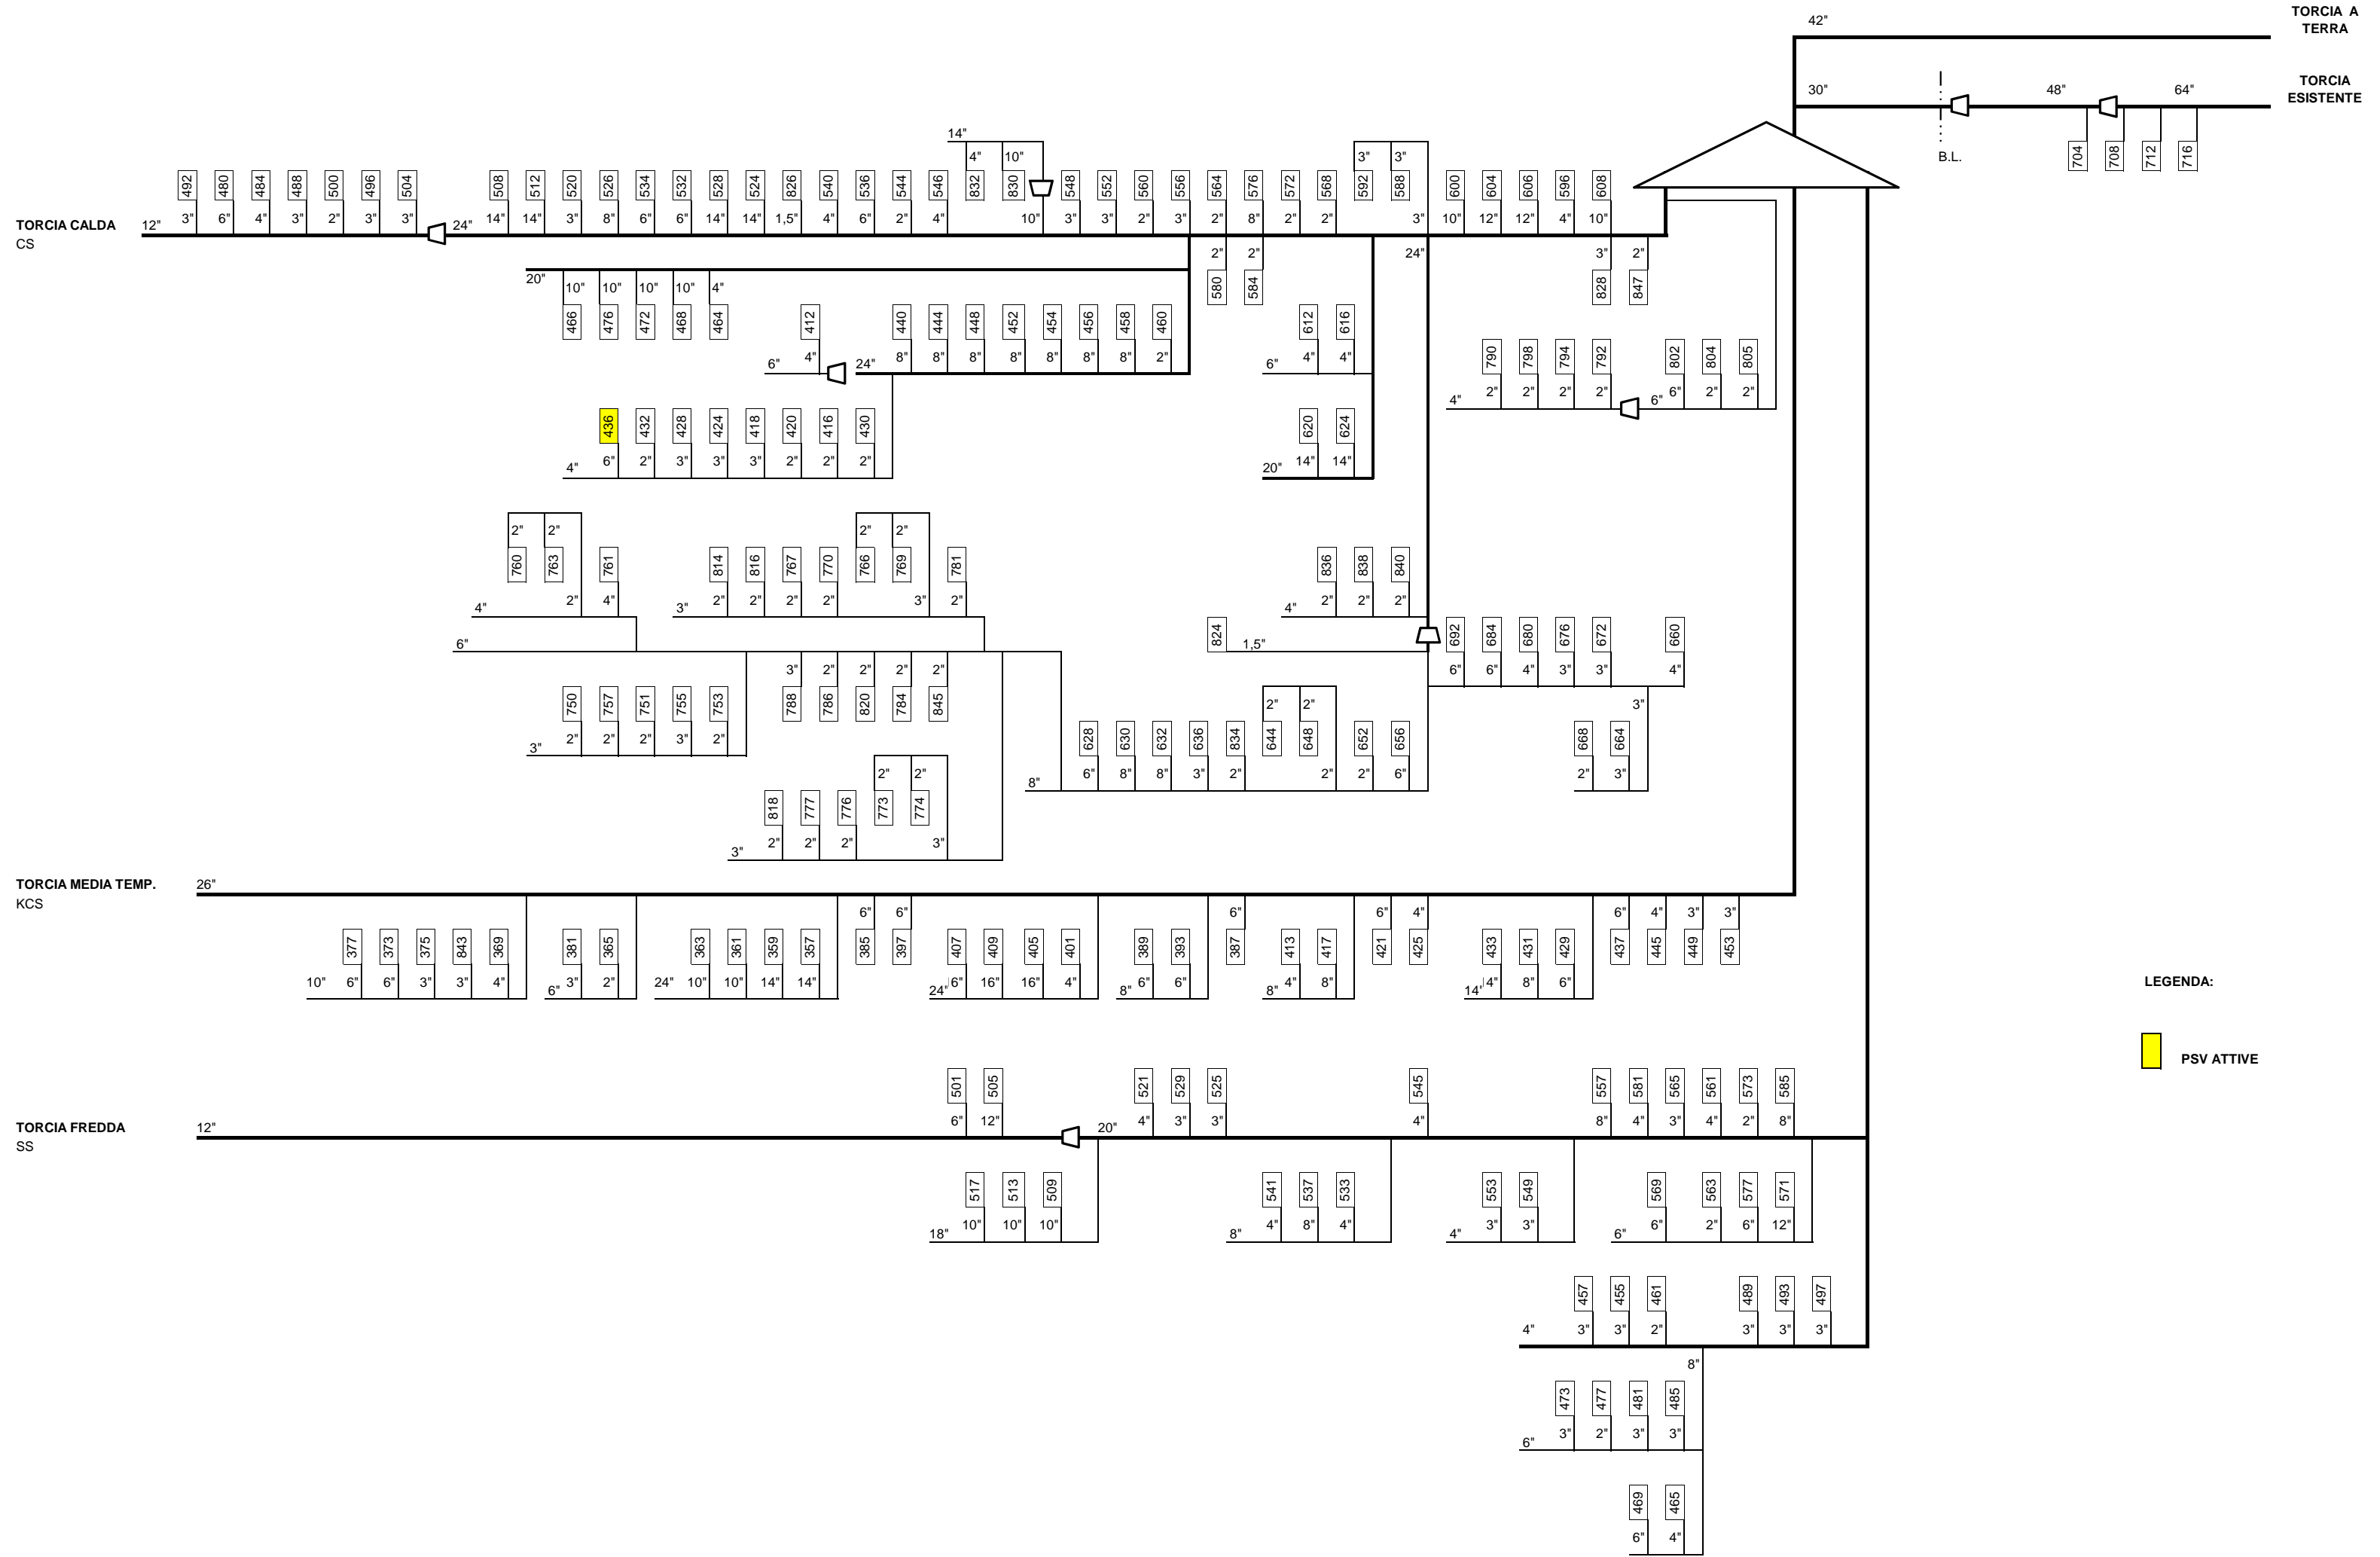 42" TORCIA A
TERRA
30" 48" 64" TORCIA
ESISTENTE
B.L. 704 708 712 716
14"
4" 10" 3" 3"
492 480 484 488 500 496 504 508 512 520 526 534 532 528 524 826 540 536 544 546 832 830 548 552 560 556 564 576 572 568 592 588 600 604 606 596 608
TORCIA CALDA 12" 3" 6" 4" 3" 2" 3" 3" 24" 14" 14" 3" 8" 6" 6" 14" 14" 1,5" 4" 6" 2" 4" 10" 3" 3" 2" 3" 2" 8" 2" 2" 3" 10" 12" 12" 4" 10"
CS
2" 2" 24" 3" 2"
580 584 828 847
20" 10" 10" 10" 10" 4"
466 476 472 468 464
412 440 444 448 452 454 456 458 460 612 616
6" 4" 24" 8" 8" 8" 8" 8" 8" 8" 2" 6" 4" 4"
790 798 794 792 802 804 805
4" 2" 2" 2" 2" 6" 6" 2" 2"
436 432 428 424 418 420 416 430 620 624
4" 6" 2" 3" 3" 3" 2" 2" 2" 20" 14" 14"
2" 2" 2" 2"
760 763 761 814 816 767 770 766 769 781 836 838 840
4" 2" 4" 3" 2" 2" 2" 2" 3" 2" 4" 2" 2" 2"
6" 824 1,5" 692 684 680 676 672 660
3" 2" 2" 2" 2" 6" 6" 4" 3" 3" 4"
788 786 820 784 845
750 757 751 755 753
3" 2" 2" 2" 3" 2"
2" 2" 3"
628 630 632 636 834 644 648 652 656 668 664
8" 6" 8" 8" 3" 2" 2" 2" 6" 2" 3"
2" 2"
818 777 776 773 774
3" 2" 2" 2" 3"
TORCIA MEDIA TEMP. 26"
KCS
6" 6" 6" 6" 4" 6" 4" 3" 3"
377 373 375 843 369 381 365 363 361 359 357 385 397 407 409 405 401 389 393 387 413 417 421 425 433 431 429 437 445 449 453
10" 6" 6" 3" 3" 4" 6" 3" 2" 24" 10" 10" 14" 14" 24" 6" 16" 16" 4" 8" 6" 6" 8" 4" 8" 14" 4" 8" 6"
LEGENDA:
PSV ATTIVE
501 505 521 529 525 545 557 581 565 561 573 585
6" 12" 4" 3" 3" 4" 8" 4" 3" 4" 2" 8"
TORCIA FREDDA 12" 20"
SS
517 513 509 541 537 533 553 549 569 563 577 571
18" 10" 10" 10" 8" 4" 8" 4" 4" 3" 3" 6" 6" 2" 6" 12"
457 455 461 489 493 497
4" 3" 3" 2" 3" 3" 3"
8"
473 477 481 485
6" 3" 2" 3" 3"
469 465
6" 4"